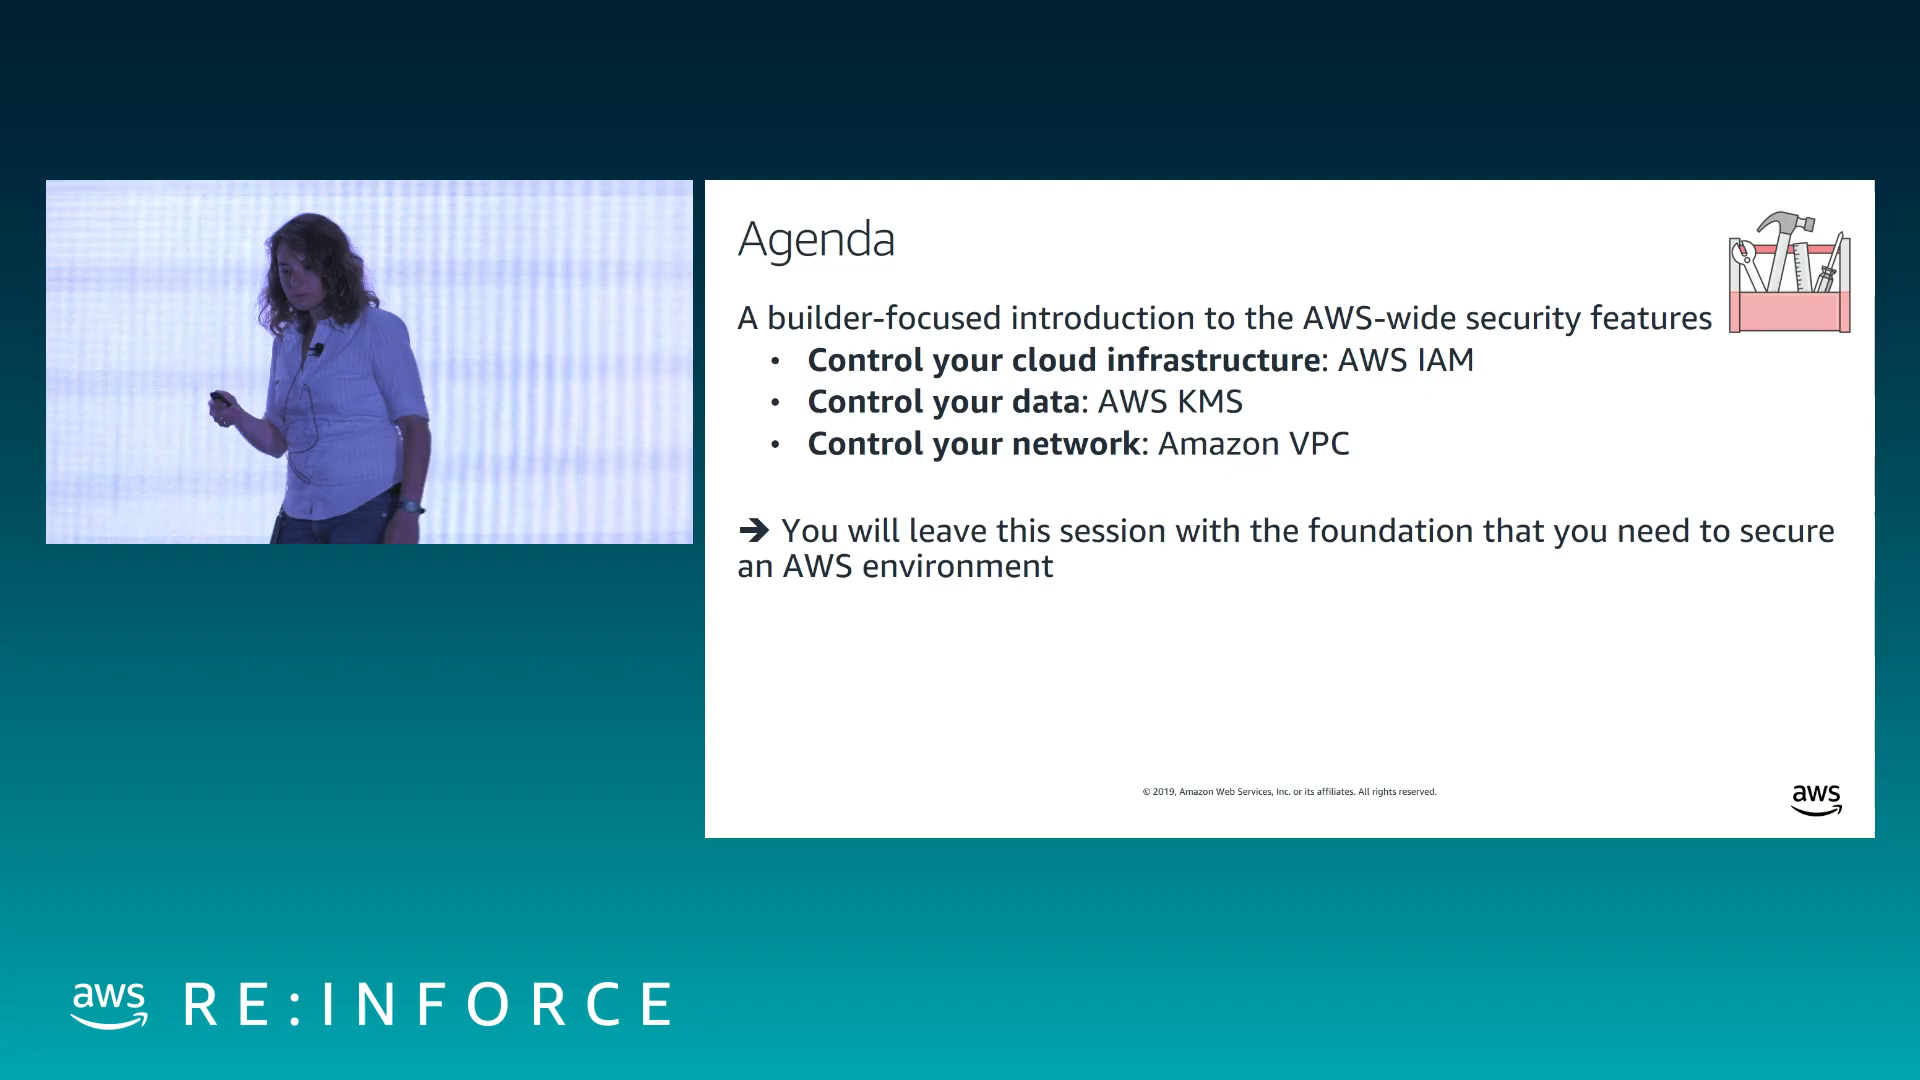 Agenda
A builder-focused introduction to the AWS-wide security features
• Control your cloud infrastructure: AWS IAM
• Control your data: AWS KMS
• Control your network: Amazon VPC
➔ You will leave this session with the foundation that you need to secure
an AWS environment
© 2019, Amazon Web Services, Inc. or its affiliates. All rights reserved.
aws
aws RE:INFORCE